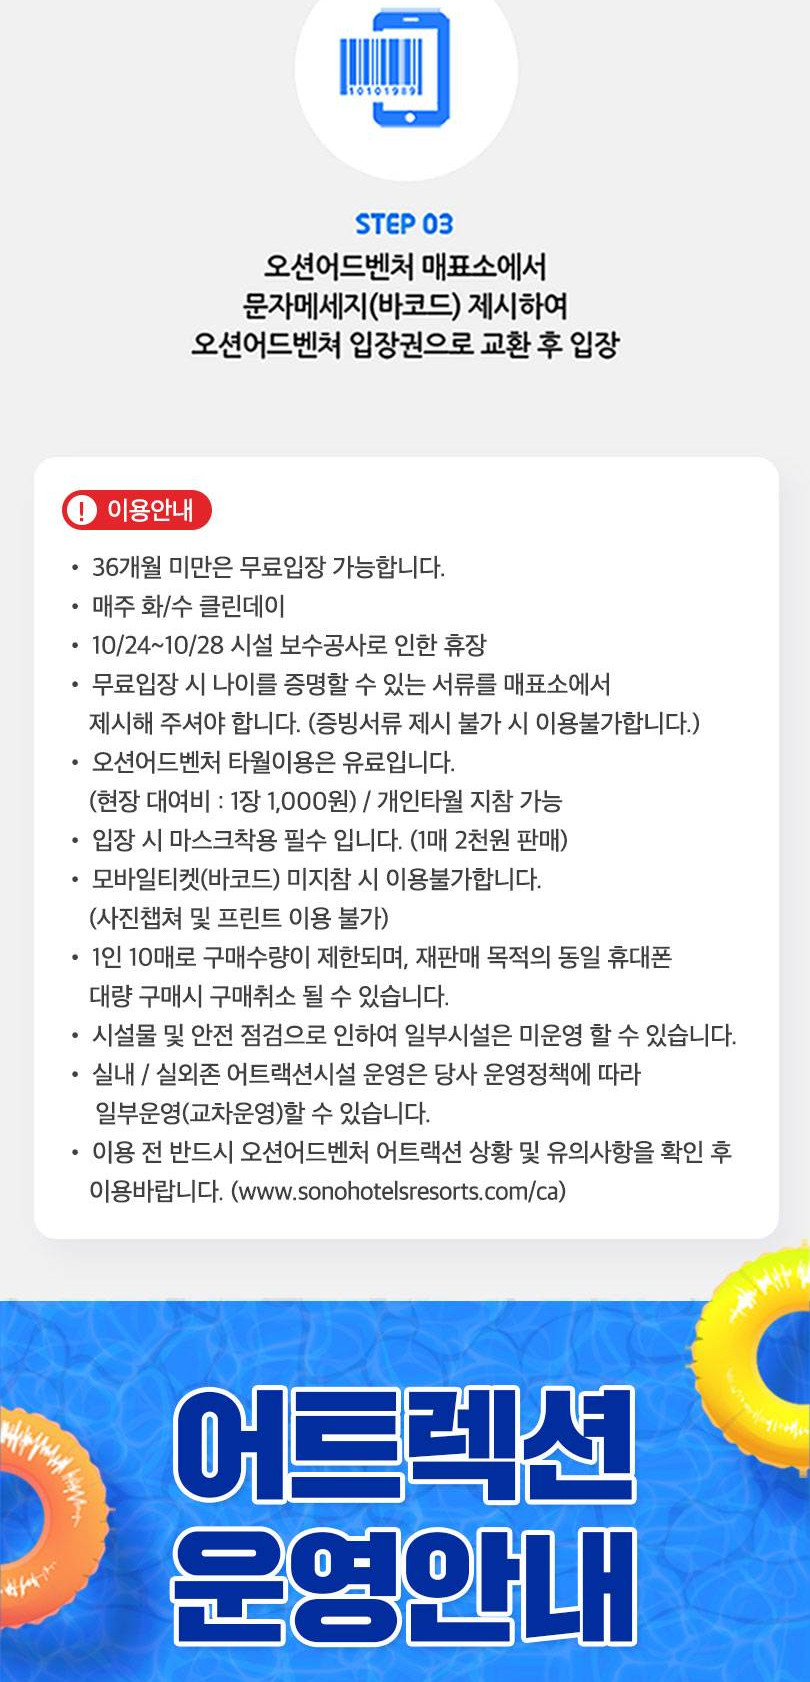 10101989
STEP 03
오션어드벤처 매표소에서
문자메세지(바코드) 제시하여
오션어드벤쳐 입장권으로 교환 후 입장
! 이용안내
• 36개월 미만은 무료입장 가능합니다.
• 매주 화/수 클린데이
• 10/24~10/28 시설 보수공사로 인한 휴장
• 무료입장 시 나이를 증명할 수 있는 서류를 매표소에서
제시해 주셔야 합니다. (증빙서류 제시 불가 시 이용불가합니다.)
• 오션어드벤처 타월이용은 유료입니다.
(현장 대여비 : 1장 1,000원) / 개인타월 지참 가능
• 입장 시 마스크착용 필수 입니다. (1매 2천원 판매)
• 모바일티켓(바코드) 미지참 시 이용불가합니다.
(사진챕쳐 및 프린트 이용 불가)
• 1인 10매로 구매수량이 제한되며, 재판매 목적의 동일 휴대폰
대량 구매시 구매취소 될 수 있습니다.
• 시설물 및 안전 점검으로 인하여 일부시설은 미운영 할 수 있습니다.
• 실내 / 실외존 어트랙션시설 운영은 당사 운영정책에 따라
일부운영(교차운영)할 수 있습니다.
• 이용 전 반드시 오션어드벤처 어트랙션 상황 및 유의사항을 확인 후
이용바랍니다. (www.sonohotelsresorts.com/ca)
어트렉션
운영안내